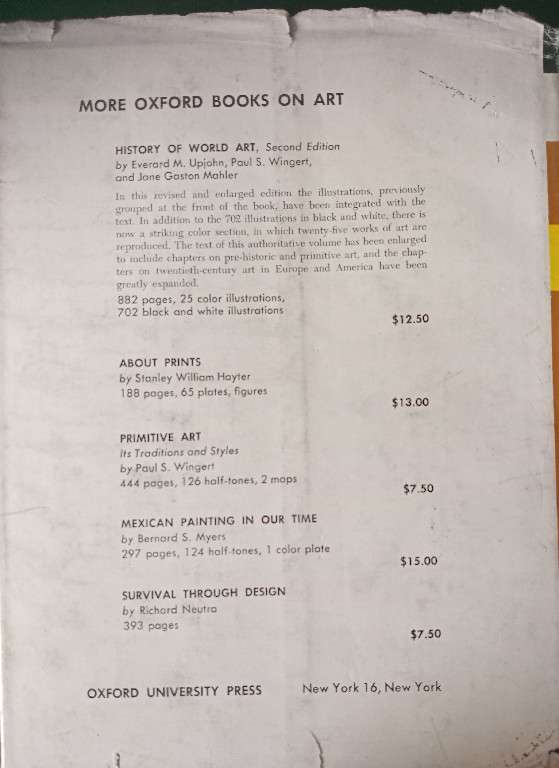 MORE OXFORD BOOKS ON ART
HISTORY OF WORLD ART, Second Edition
by Everard M. Upjohn, Paul S. Wingert,
and Jane Gaston Mahler
In this revised and enlarged edition the illustrations, previously
grouped at the front of the book, have been integrated with the
text. In addition to the 702 illustrations in black and white, there is
now a striking color section, in which twenty-five works of art are
reproduced. The text of this authoritative volume has been enlarged
to include chapters on pre-historic and primitive art, and the chap-
ters on twentieth-century art in Europe and America have been
greatly expanded.
882 pages, 25 color illustrations,
702 black and white illustrations
$12.50
ABOUT PRINTS
by Stanley William Hayter
188 pages, 65 plates, figures
$13.00
PRIMITIVE ART
Its Traditions and Styles
by Paul S. Wingert
444 pages, 126 half-tones, 2 maps
$7.50
MEXICAN PAINTING IN OUR TIME
by Bernard S. Myers
297 pages, 124 half-tones, 1 color plate
$15.00
SURVIVAL THROUGH DESIGN
by Richard Neutra
393 pages
$7.50
OXFORD UNIVERSITY PRESS New York 16, New York